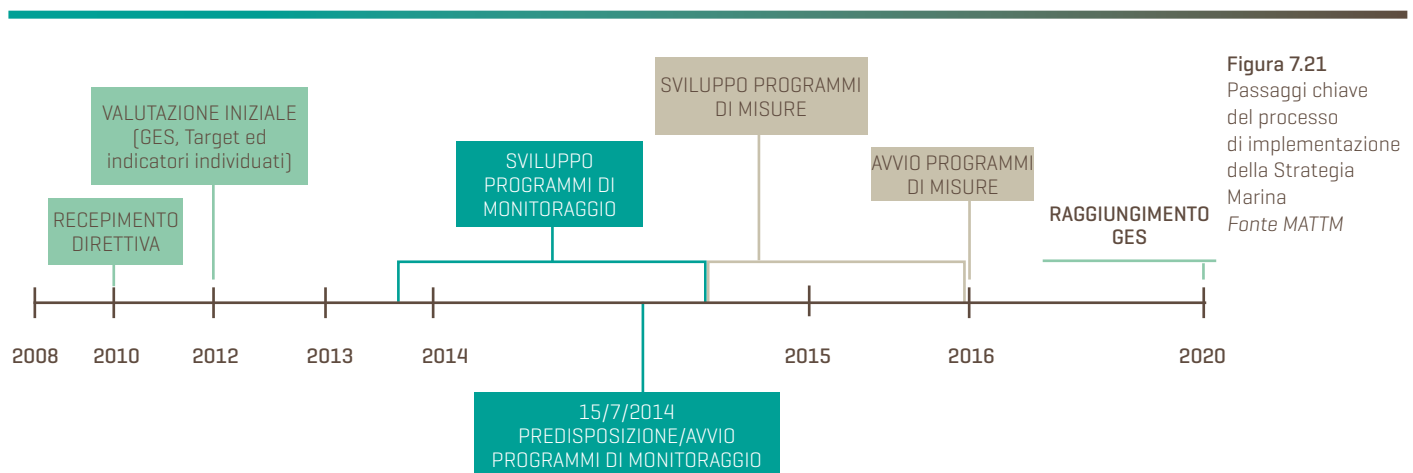 VALUTAZIONE INIZIALE
(GES, Target ed
indicatori individuati)
RECEPIMENTO
DIRETTIVA
SVILUPPO
PROGRAMMI DI
MONITORAGGIO
SVILUPPO PROGRAMMI
DI MISURE
AVVIO PROGRAMMI
DI MISURE
RAGGIUNGIMENTO
GES
Figura 7.21
Passaggi chiave
del processo
di implementazione
della Strategia
Marina
Fonte MATTM
2008 2010 2012 2013 2014 2015 2016 2020
15/7/2014
PREDISPOSIZIONE/AVVIO
PROGRAMMI DI MONITORAGGIO